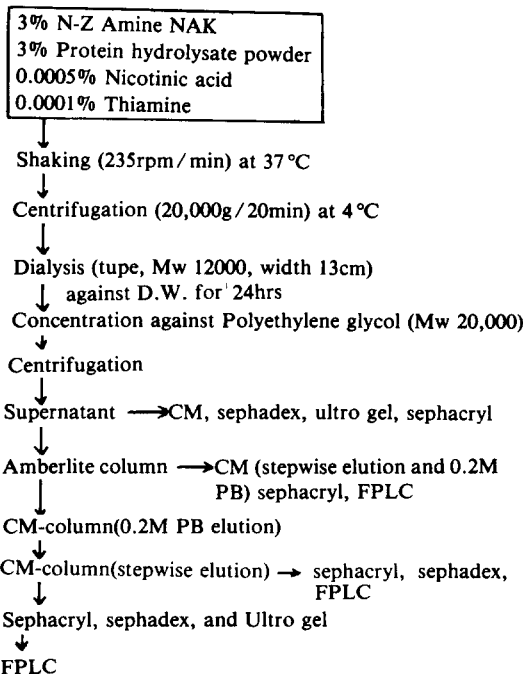 3% N-Z Amine NAK
3% Protein hydrolysate powder
0.0005% Nicotinic acid
0.0001% Thiamine
Shaking (235rpm/min) at 37°C
Centrifugation (20,000g/20min) at 4°C
Dialysis (tupe, Mw 12000, width 13cm)
against D.W. for 24hrs
Concentration against Polyethylene glycol (Mw 20,000)
Centrifugation
Supernatant → CM, sephadex, ultro gel, sephacryl
Amberlite column → CM (stepwise elution and 0.2M
PB) sephacryl, FPLC
CM-column(0.2M PB elution)
CM-column(stepwise elution) → sephacryl, sephadex,
FPLC
Sephacryl, sephadex, and Ultro gel
FPLC